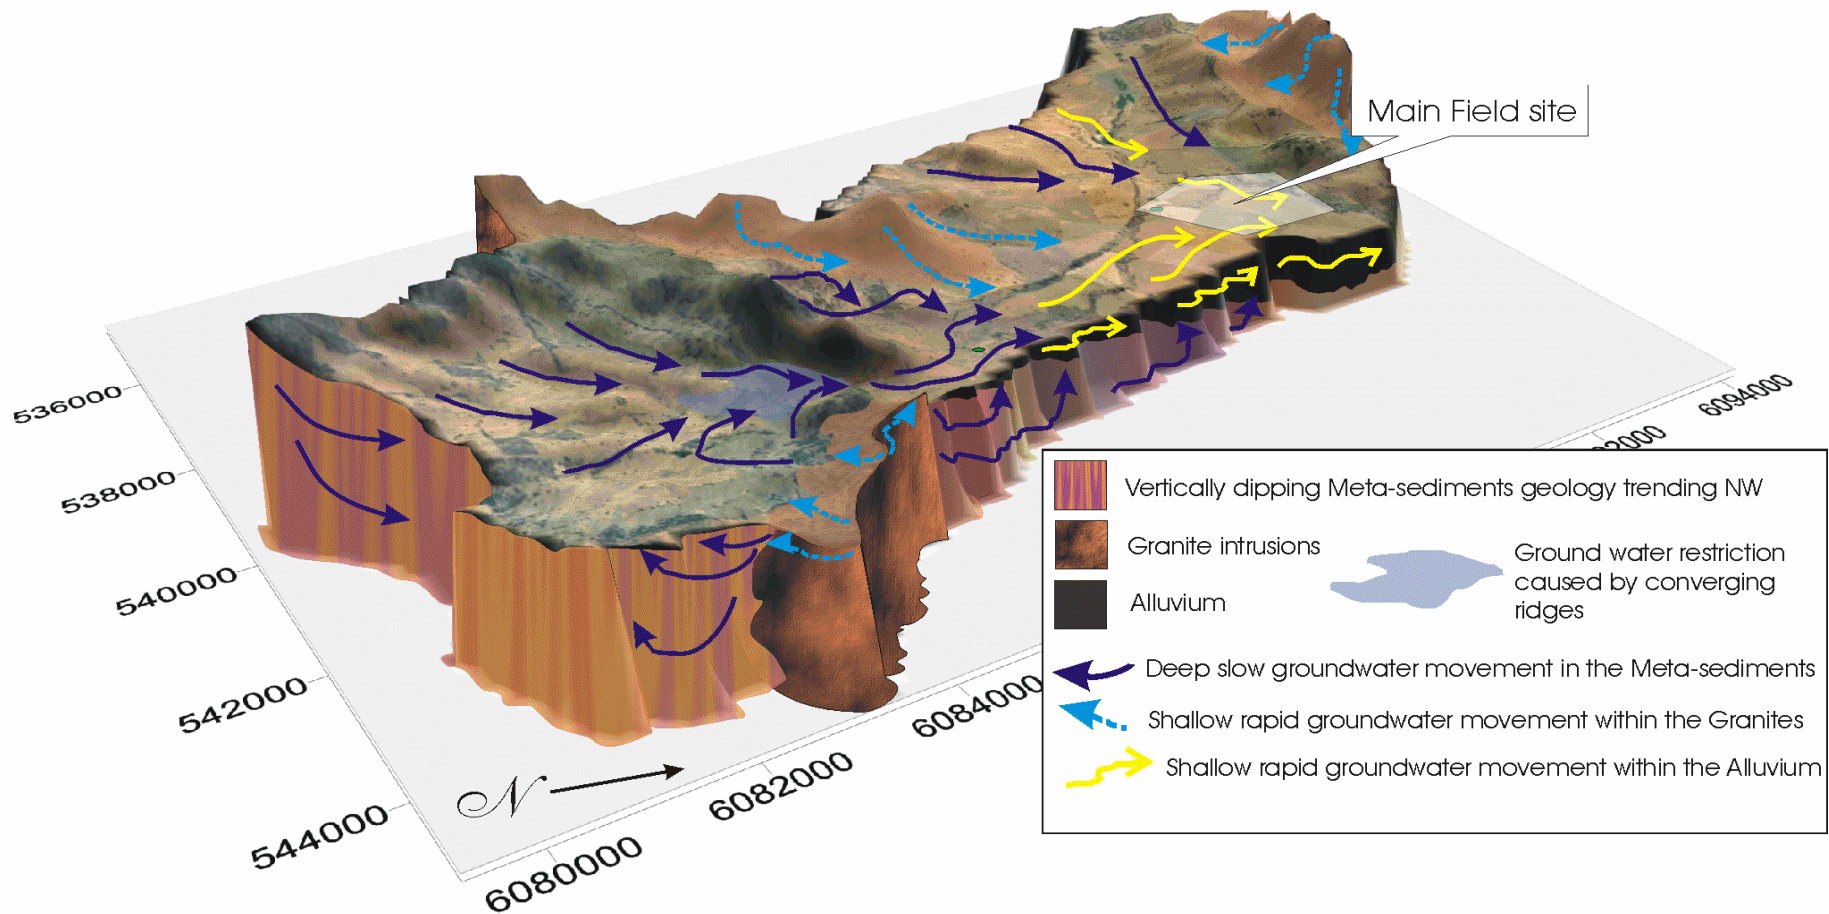 Main Field site
536000
538000
540000
542000
544000
6080000
6082000
6084000
6094000
N
Vertically dipping Meta-sediments geology trending NW
Granite intrusions
Alluvium
Ground water restriction
caused by converging
ridges
Deep slow groundwater movement in the Meta-sediments
Shallow rapid groundwater movement within the Granites
Shallow rapid groundwater movement within the Alluvium